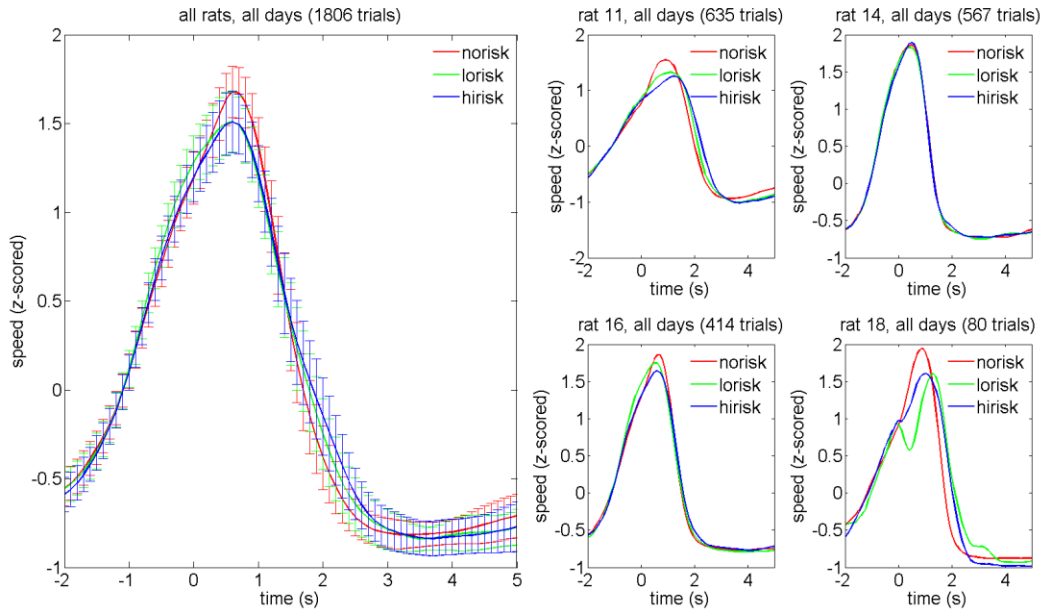 all rats, all days (1806 trials)
2
1.5
1
0.5
0
-0.5
-1
-2
-1
0
1
2
3
4
5
speed (z-scored)
time (s)
norisk
lorisk
hirisk
rat 11, all days (635 trials)
2
1
0
-1
-2
-2
0
2
4
speed (z-scored)
time (s)
norisk
lorisk
hirisk
rat 14, all days (567 trials)
2
1.5
1
0.5
0
-0.5
-1
-2
0
2
4
speed (z-scored)
time (s)
norisk
lorisk
hirisk
rat 16, all days (414 trials)
2
1.5
1
0.5
0
-0.5
-1
-2
0
2
4
speed (z-scored)
time (s)
norisk
lorisk
hirisk
rat 18, all days (80 trials)
2
1.5
1
0.5
0
-0.5
-1
-2
0
2
4
speed (z-scored)
time (s)
norisk
lorisk
hirisk